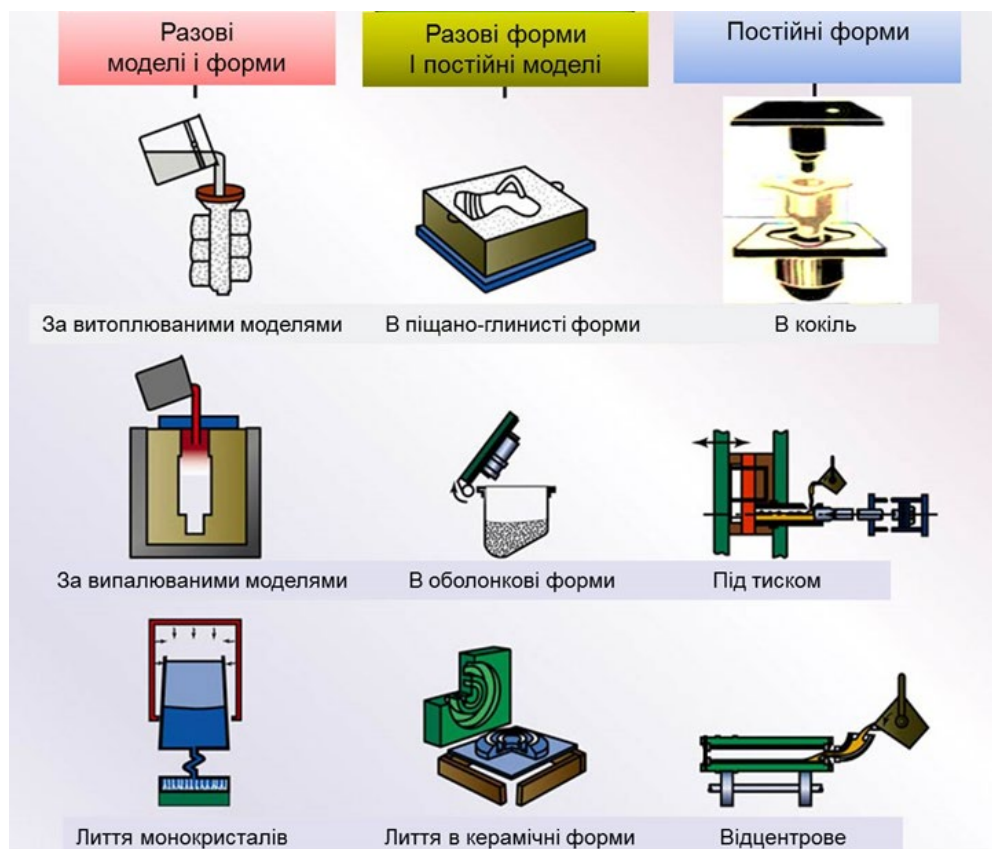 Разові
моделі і форми
Разові форми
І постійні моделі
Постійні форми
За витоплюваними моделями
В піщано-глинисті форми
В кокіль
За випалюваними моделями
В оболонкові форми
Під тиском
Лиття монокристалів
Лиття в керамічні форми
Відцентрове